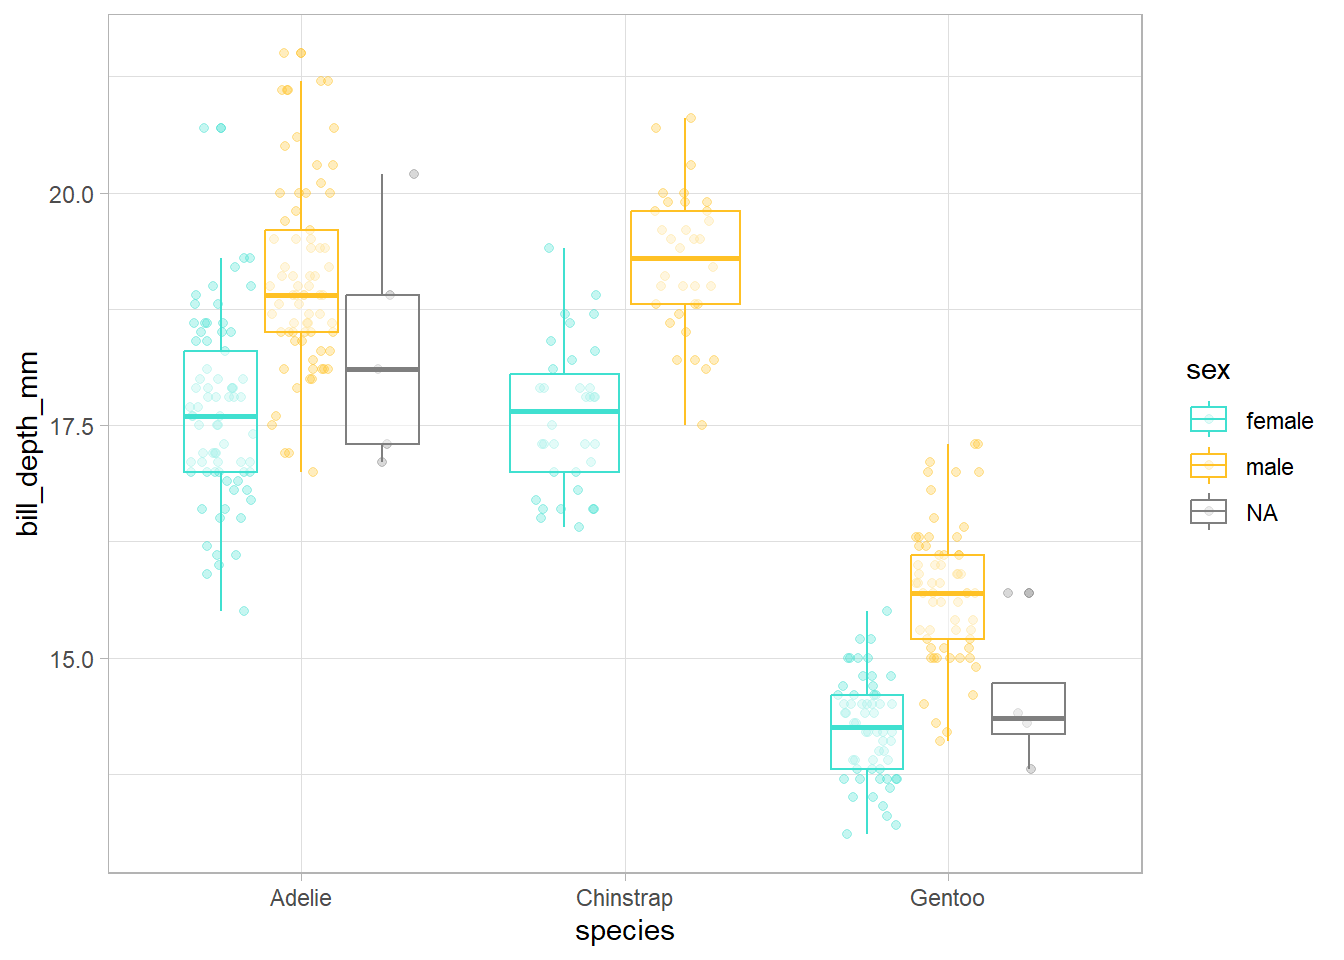 bill_depth_mm
20.0
17.5
15.0
Adelie
Chinstrap
Gentoo
species
sex
female
male
NA